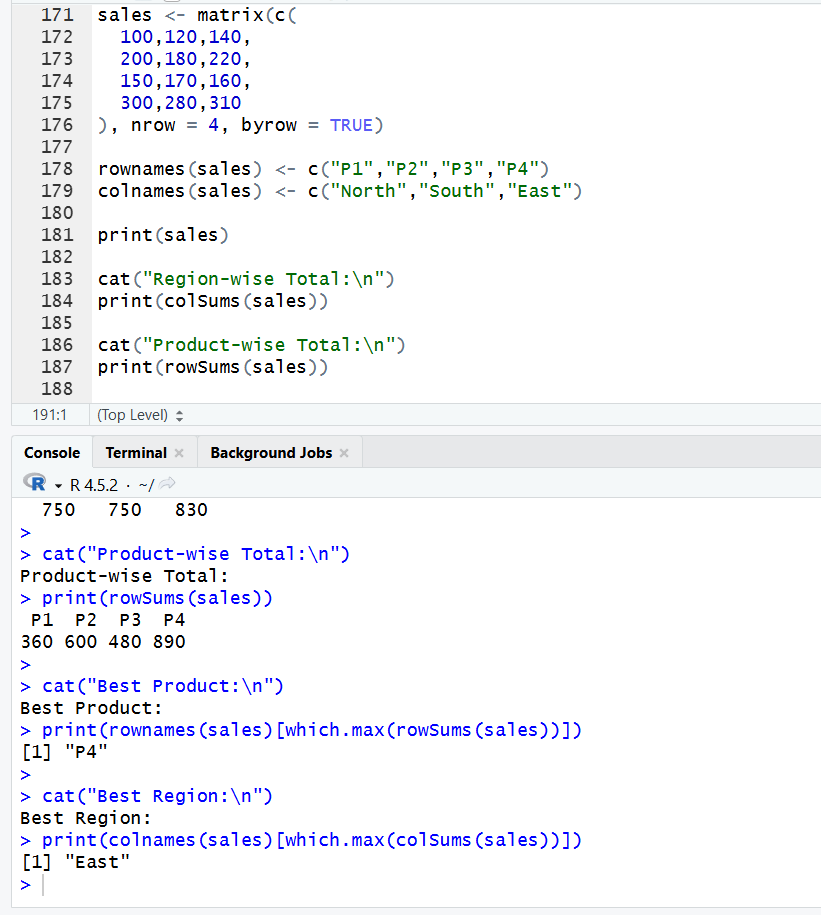 171 sales <- matrix(c(
172   100,120,140,
173   200,180,220,
174   150,170,160,
175   300,280,310
176 ), nrow = 4, byrow = TRUE)
177
178 rownames(sales) <- c("P1","P2","P3","P4")
179 colnames(sales) <- c("North","South","East")
180
181 print(sales)
182
183 cat("Region-wise Total:\n")
184 print(colSums(sales))
185
186 cat("Product-wise Total:\n")
187 print(rowSums(sales))
188
191:1 (Top Level)
Console Terminal × Background Jobs ×
R R 4.5.2 · ~/
  750   750   830
>
> cat("Product-wise Total:\n")
Product-wise Total:
> print(rowSums(sales))
 P1  P2  P3  P4
360 600 480 890
>
> cat("Best Product:\n")
Best Product:
> print(rownames(sales)[which.max(rowSums(sales))])
[1] "P4"
>
> cat("Best Region:\n")
Best Region:
> print(colnames(sales)[which.max(colSums(sales))])
[1] "East"
>